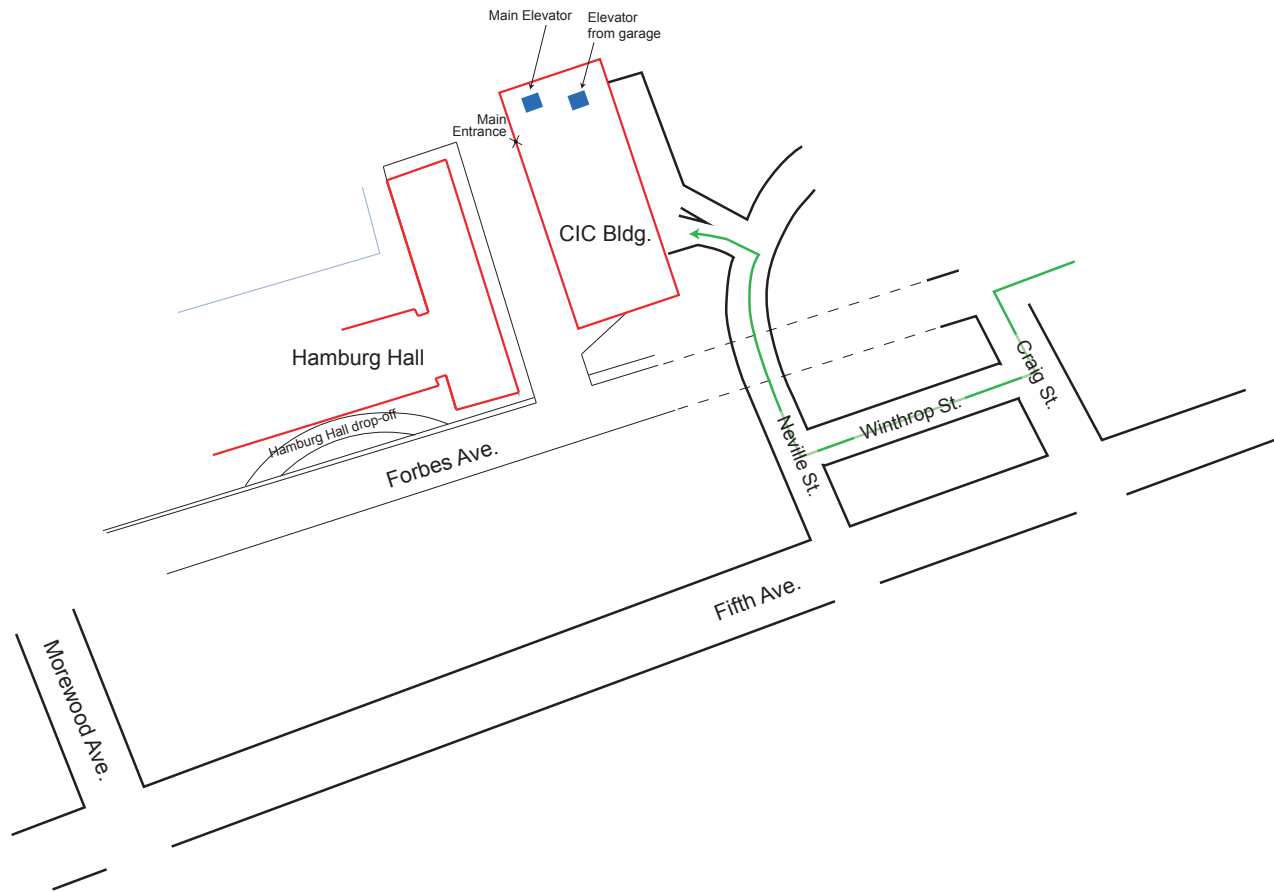 Main Elevator
Elevator
from garage
Main
Entrance
CIC Bldg.
Hamburg Hall
Hamburg Hall drop-off
Forbes Ave.
Craig St.
Winthrop St.
Neville St.
Fifth Ave.
Morewood Ave.